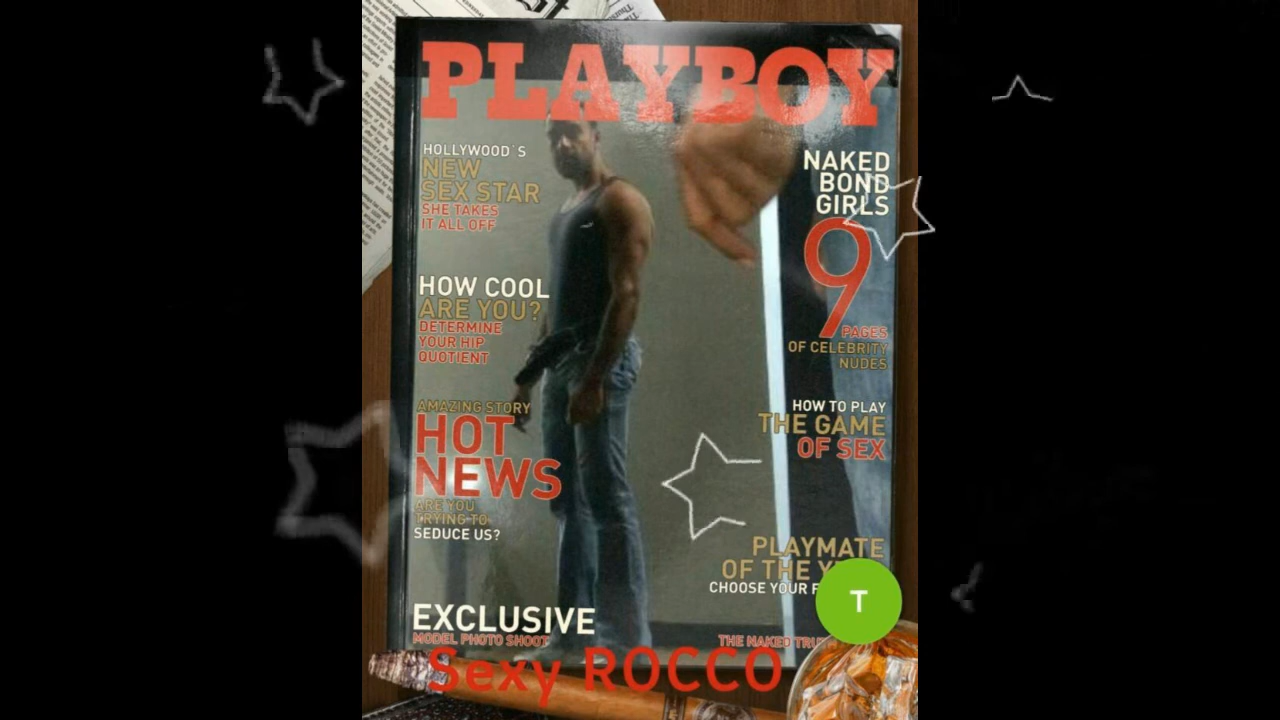 PLAYBOY
HOLLYWOOD`S
NEW
SEX STAR
SHE TAKES
IT ALL OFF
HOW COOL
ARE YOU?
DETERMINE
YOUR HIP
QUOTIENT
AMAZING STORY
HOT
NEWS
ARE YOU
TRYING TO
SEDUCE US?
EXCLUSIVE
MODEL PHOTO SHOOT
NAKED
BOND
GIRLS
9
PAGES
OF CELEBRITY
NUDES
HOW TO PLAY
THE GAME
OF SEX
PLAYMATE
OF THE
CHOOSE YOUR
THE NAKED
T
Sexy ROCCO